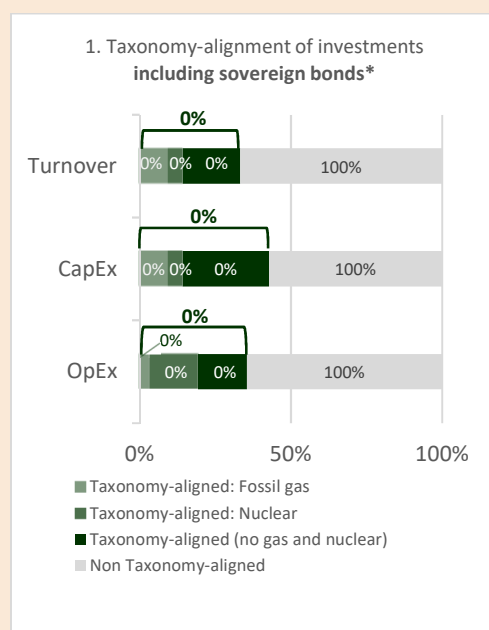 1. Taxonomy-alignment of investments
including sovereign bonds*
0%
Turnover 0% 0% 0% 100%
0%
CapEx 0% 0% 0% 100%
0%
0%
OpEx 0% 0% 100%
0% 50% 100%
Taxonomy-aligned: Fossil gas
Taxonomy-aligned: Nuclear
Taxonomy-aligned (no gas and nuclear)
Non Taxonomy-aligned